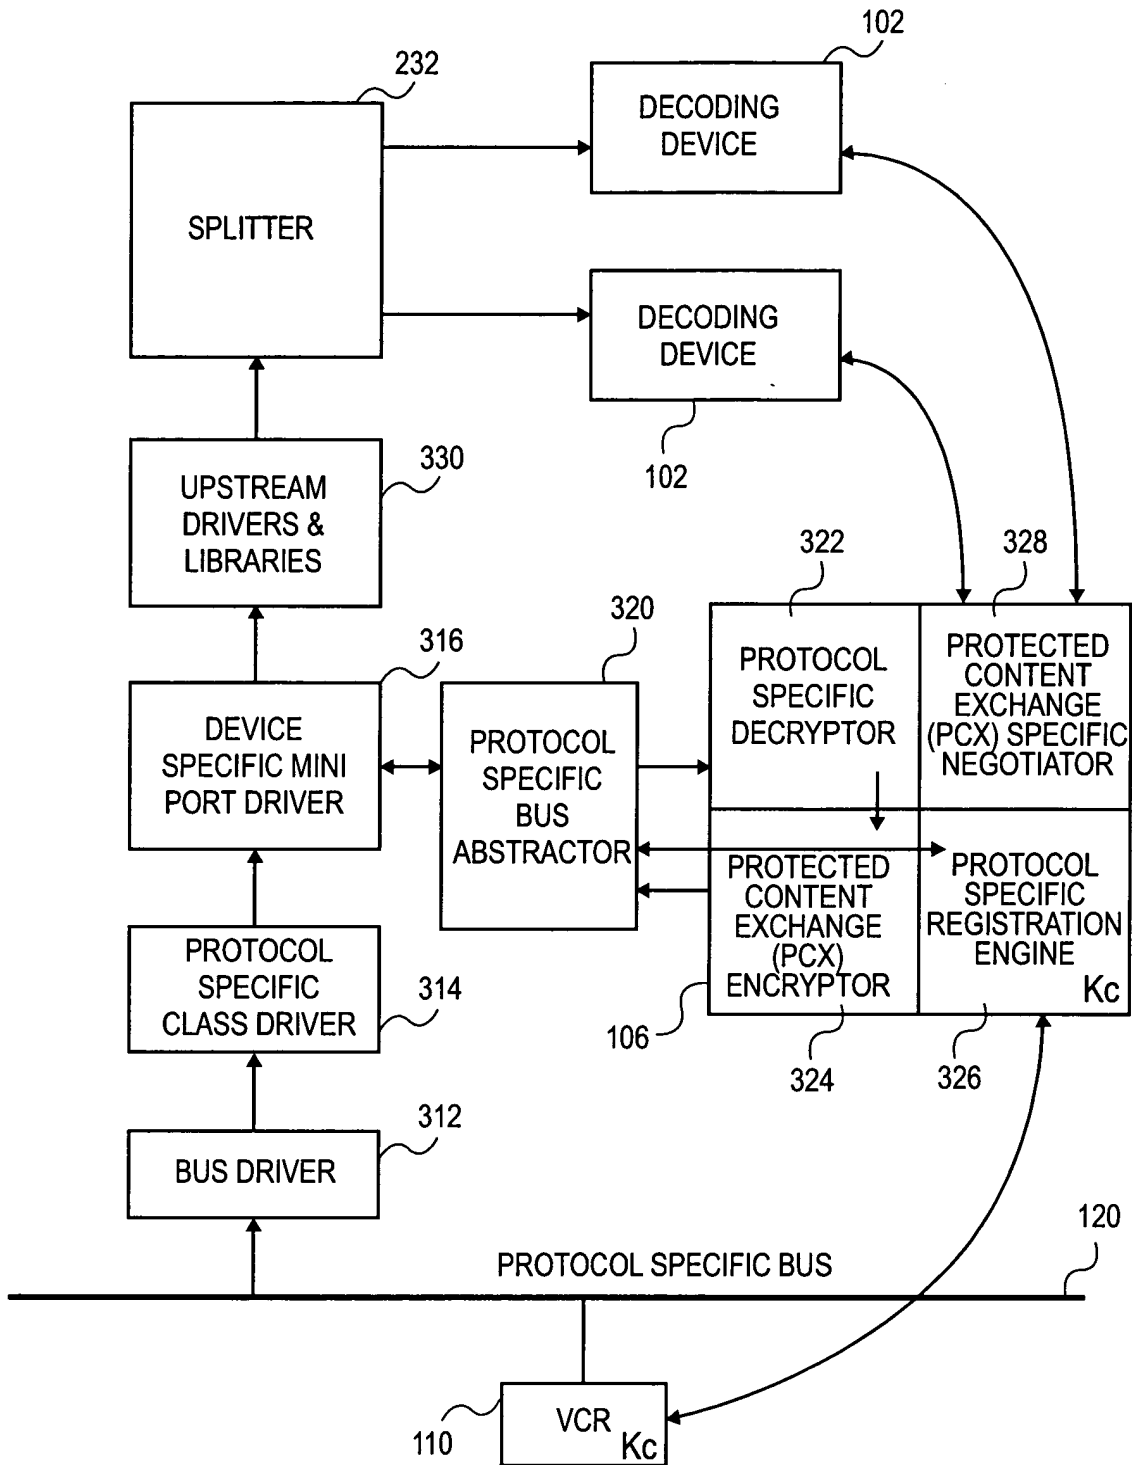 102
232
DECODING
DEVICE
SPLITTER
DECODING
DEVICE
102
330
UPSTREAM
DRIVERS &
LIBRARIES
322
328
320
316
PROTOCOL
SPECIFIC
DECRYPTOR
PROTECTED
CONTENT
EXCHANGE
(PCX) SPECIFIC
NEGOTIATOR
DEVICE
SPECIFIC MINI
PORT DRIVER
PROTOCOL
SPECIFIC
BUS
ABSTRACTOR
PROTECTED
CONTENT
EXCHANGE
(PCX)
ENCRYPTOR
PROTOCOL
SPECIFIC
REGISTRATION
ENGINE
Kc
PROTOCOL
SPECIFIC
CLASS DRIVER
314
106
324
326
312
BUS DRIVER
120
PROTOCOL SPECIFIC BUS
VCR
Kc
110